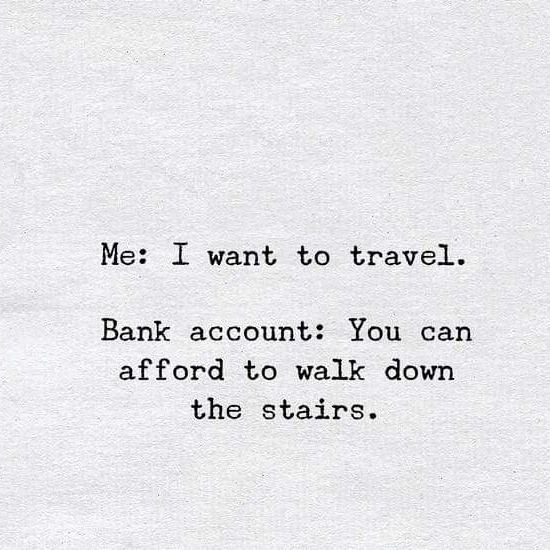 Me: I want to travel.
Bank account: You can
afford to walk down
the stairs.